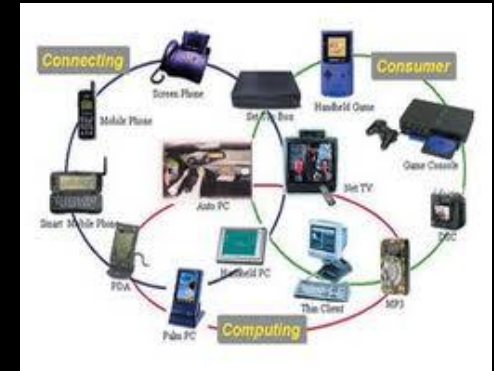 Connecting
Consumer
Screen Phone
Set Top Box
Handheld Game
Mobile Phone
Game Console
Auto PC
Net TV
Smart Mobile Phone
DSC
PDA
Handheld PC
Palm PC
Thin Client
MP3
Computing